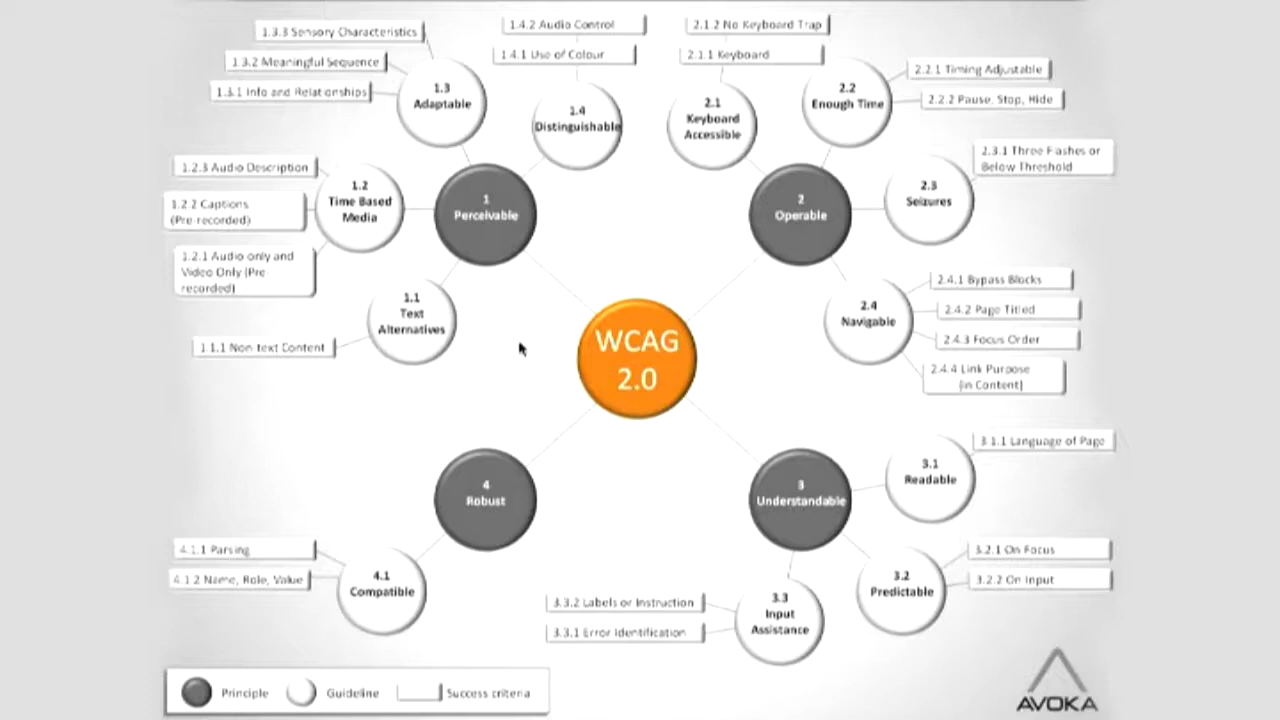 1.3.3 Sensory Characteristics
1.3.2 Meaningful Sequence
1.3.1 Info and Relationships
1.3
Adaptable
1.4.2 Audio Control
1.4.1 Use of Colour
1.4
Distinguishable
2.1.2 No Keyboard Trap
2.1.1 Keyboard
2.1
Keyboard
Accessible
2.2
Enough Time
2.2.1 Timing Adjustable
2.2.2 Pause, Stop, Hide
2.3.1 Three Flashes or
Below Threshold
2.3
Seizures
1.2.3 Audio Description
1.2.2 Captions
(Pre-recorded)
1.2.1 Audio only and
Video Only (Pre
recorded)
1.2
Time Based
Media
1
Perceivable
2
Operable
1.1
Text
Alternatives
1.1.1 Non-text Content
2.4
Navigable
2.4.1 Bypass Blocks
2.4.2 Page Titled
2.4.3 Focus Order
2.4.4 Link Purpose
(in Content)
WCAG
2.0
4
Robust
3
Understandable
3.1
Readable
3.1.1 Language of Page
4.1.1 Parsing
4.1.2 Name, Role, Value
4.1
Compatible
3.2
Predictable
3.2.1 On Focus
3.2.2 On Input
3.3.2 Labels or Instruction
3.3.1 Error Identification
3.3
Input
Assistance
Principle
Guideline
Success criteria
AVOKA